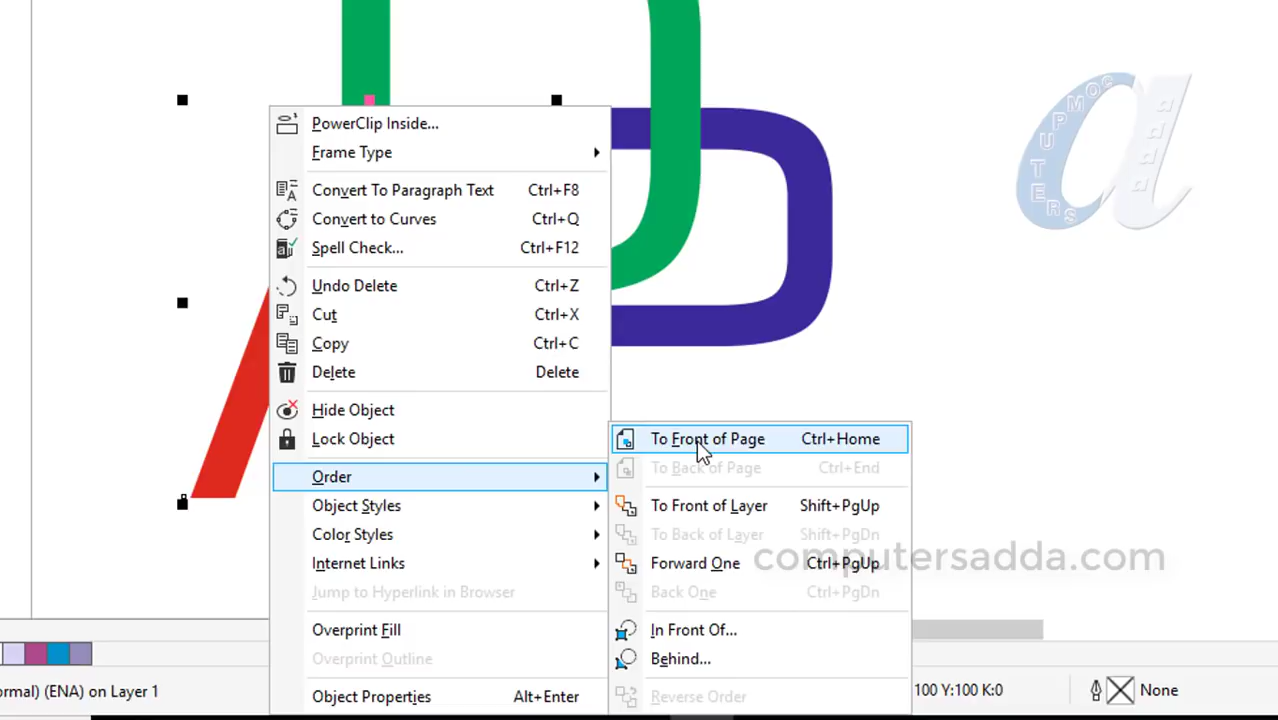 PowerClip Inside...
Frame Type
Convert To Paragraph Text Ctrl+F8
Convert to Curves Ctrl+Q
Spell Check... Ctrl+F12
Undo Delete Ctrl+Z
Cut Ctrl+X
Copy Ctrl+C
Delete Delete
Hide Object
Lock Object
Order
Object Styles
Color Styles
Internet Links
Jump to Hyperlink in Browser
Overprint Fill
Overprint Outline
Object Properties Alt+Enter
To Front of Page Ctrl+Home
To Back of Page Ctrl+End
To Front of Layer Shift+PgUp
To Back of Layer Shift+PgDn
Forward One Ctrl+PgUp
Back One Ctrl+PgDn
In Front Of...
Behind...
Reverse Order
computersadda.com
a
COMPUTERS
adda
ormal) (ENA) on Layer 1
100 Y:100 K:0
None